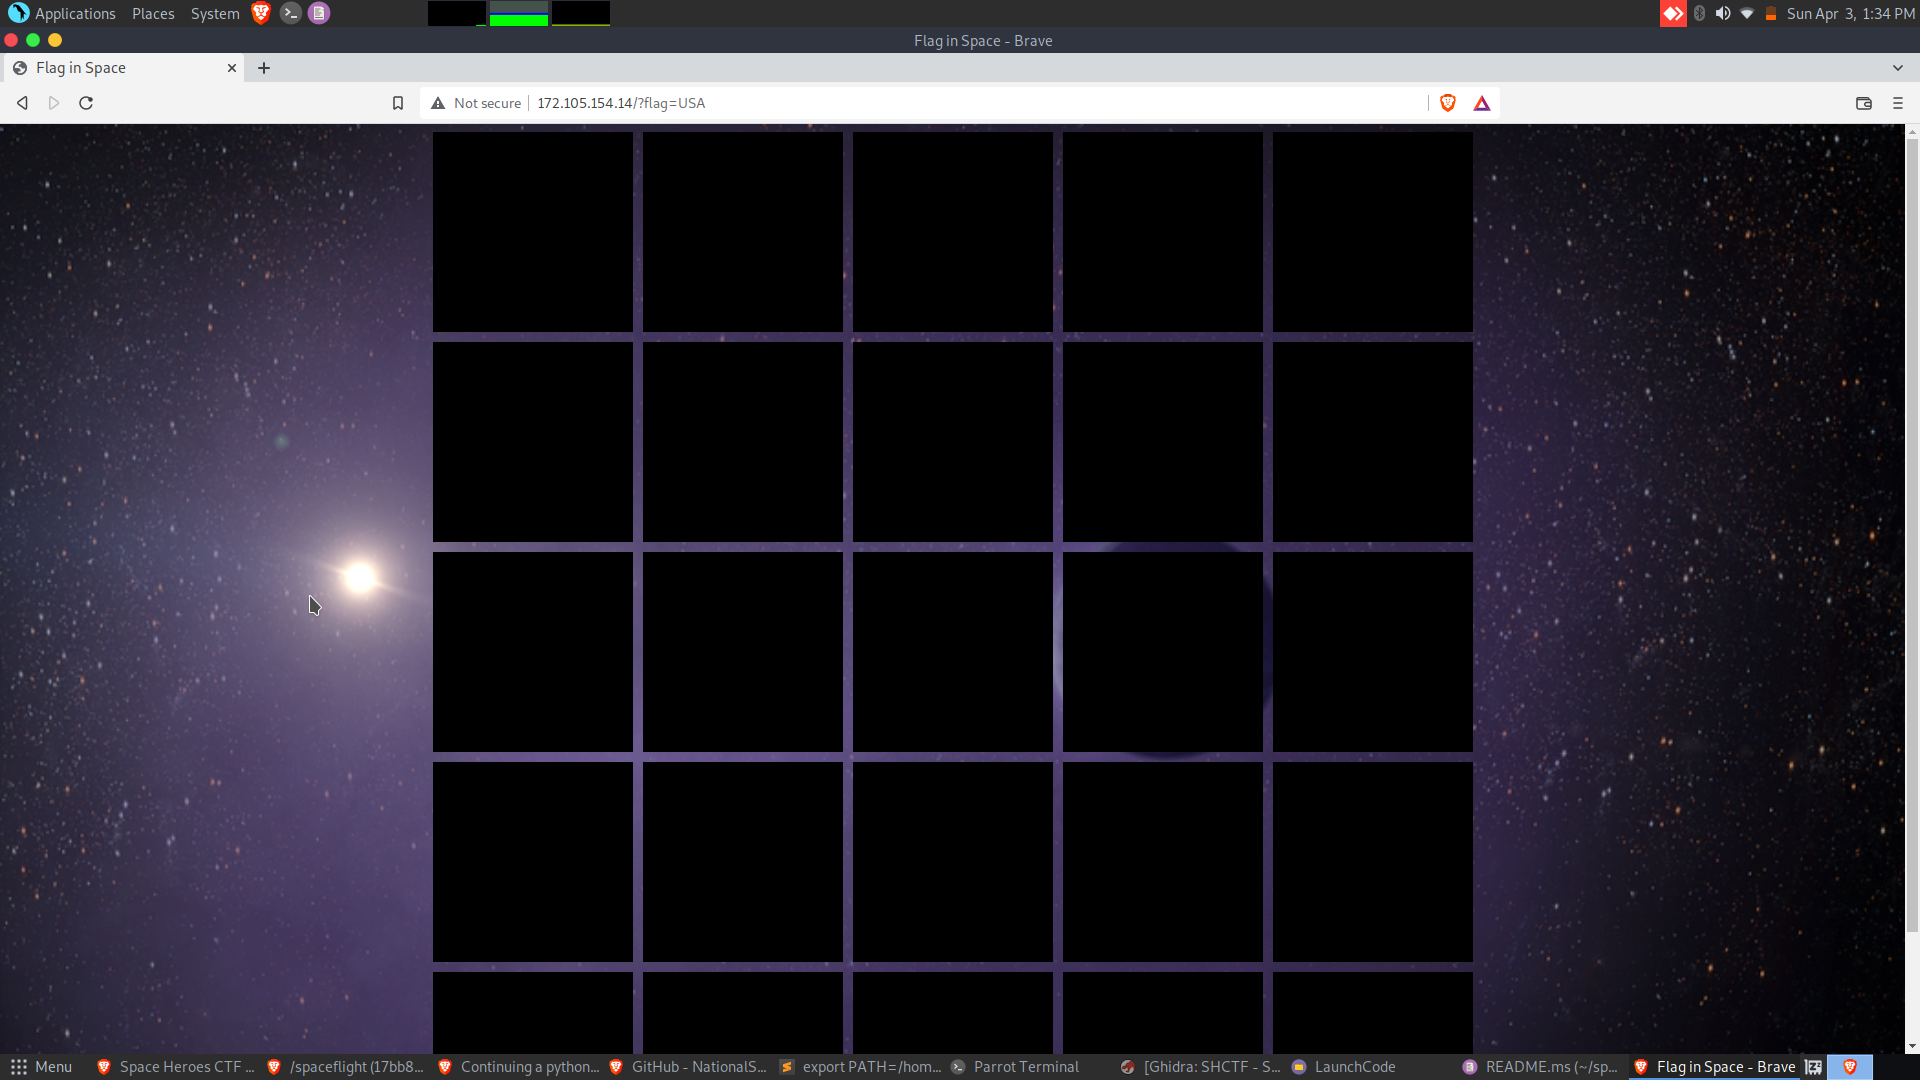 Applications Places System Sun Apr 3, 1:34 PM
Flag in Space - Brave
Flag in Space
Not secure 172.105.154.14/?flag=USA
Menu Space Heroes CTF ... /spaceflight (17bb8... Continuing a python... GitHub - NationalS... export PATH=/hom... Parrot Terminal [Ghidra: SHCTF - S... LaunchCode README.ms (~/sp... Flag in Space - Brave